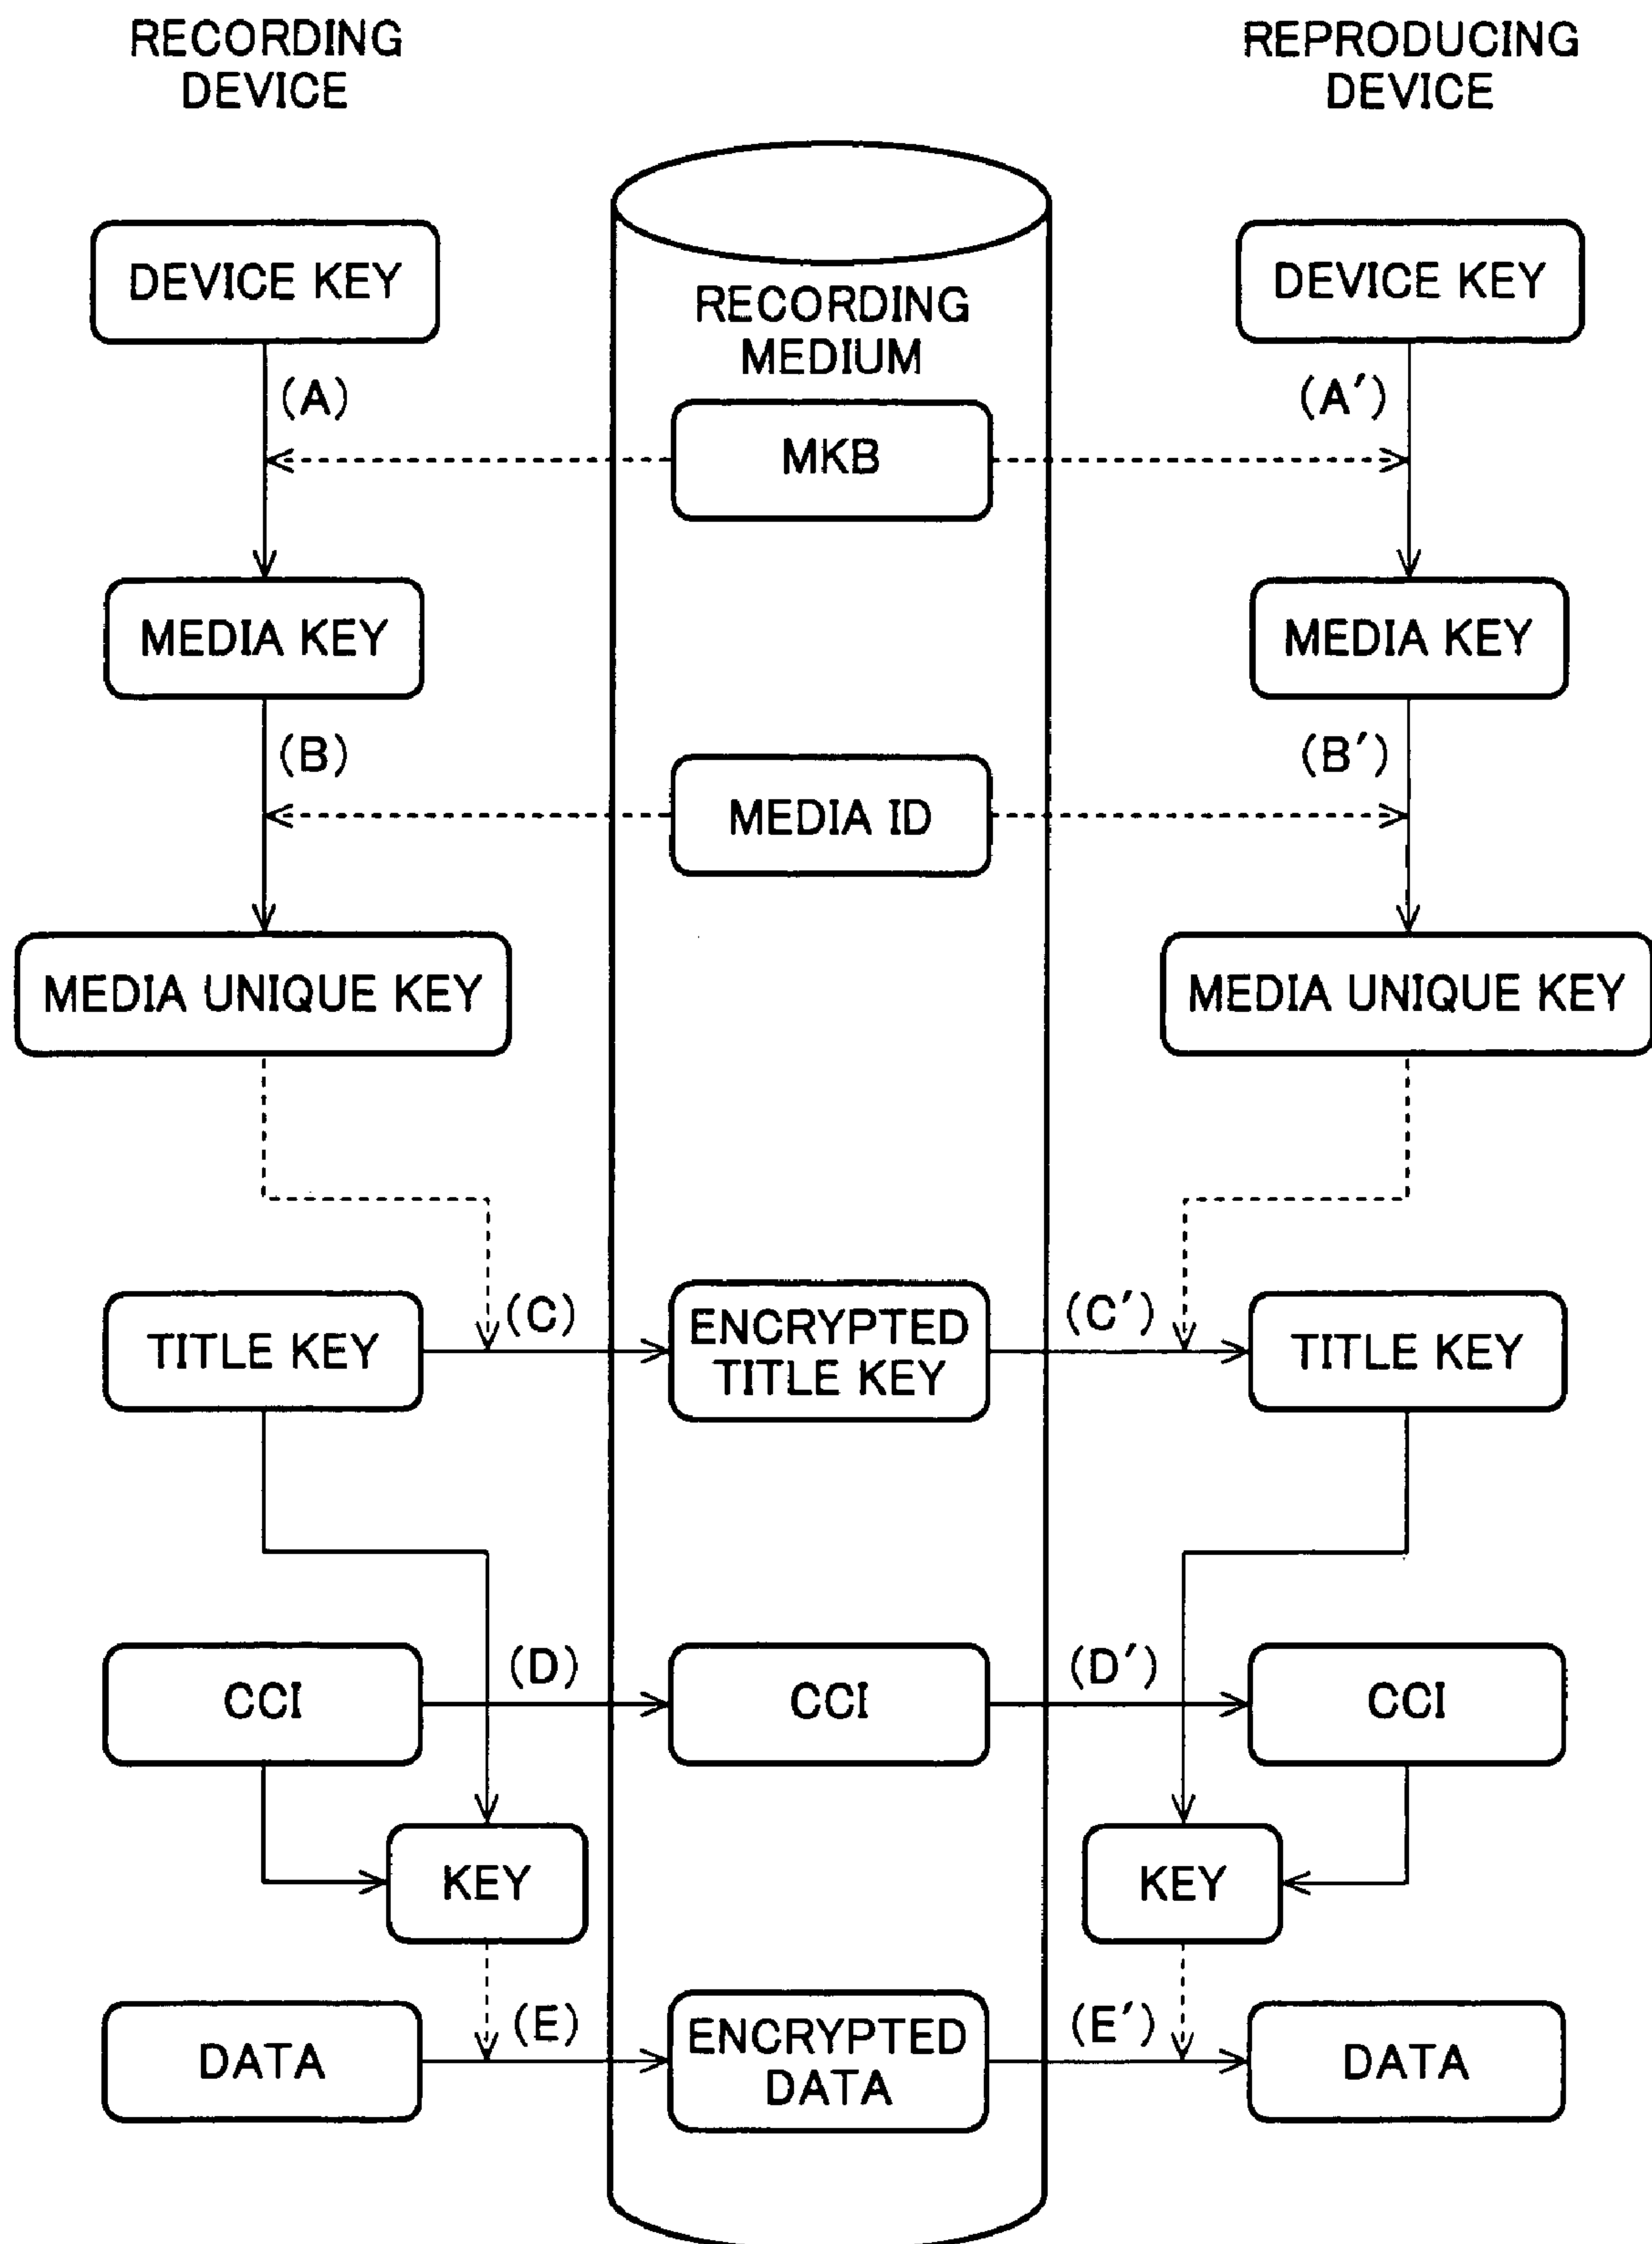 RECORDING
DEVICE
REPRODUCING
DEVICE
DEVICE KEY
RECORDING
MEDIUM
DEVICE KEY
(A)
MKB
(A′)
MEDIA KEY
MEDIA KEY
(B)
MEDIA ID
(B′)
MEDIA UNIQUE KEY
MEDIA UNIQUE KEY
TITLE KEY
(C)
ENCRYPTED
TITLE KEY
(C′)
TITLE KEY
CCI
(D)
CCI
(D′)
CCI
KEY
KEY
DATA
(E)
ENCRYPTED
DATA
(E′)
DATA